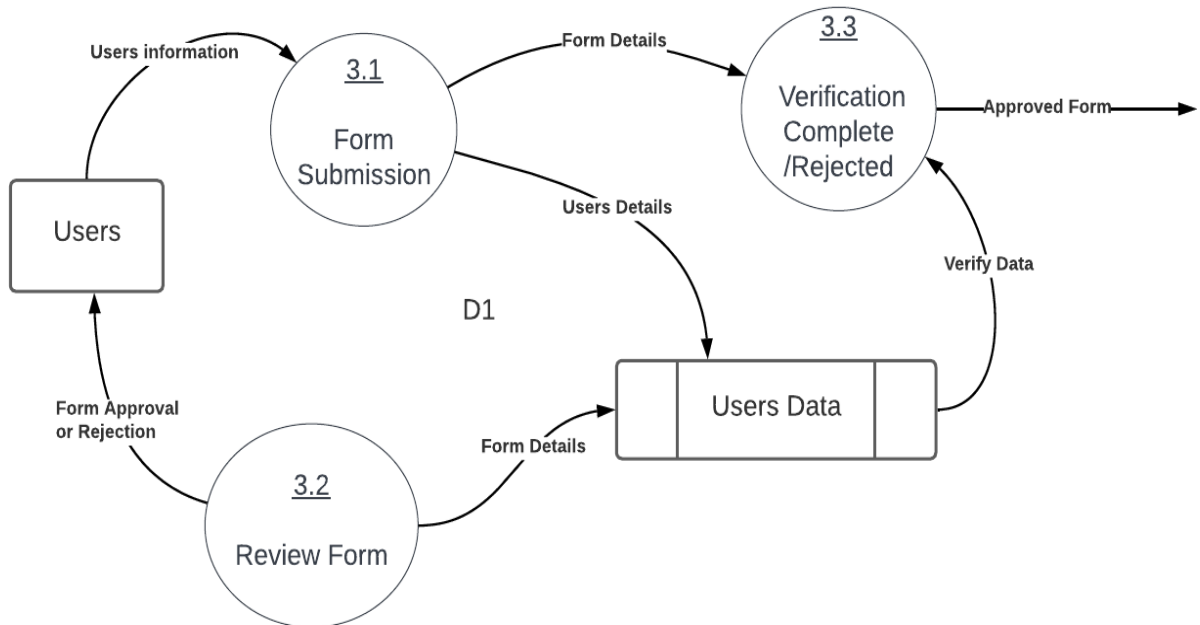 Users information
3.1
Form
Submission
Form Details
3.3
Verification
Complete
/Rejected
Approved Form
Users
Users Details
Verify Data
D1
Users Data
Form Approval
or Rejection
Form Details
3.2
Review Form